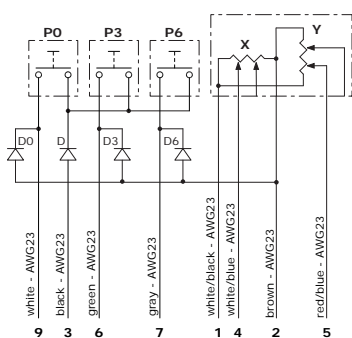 P0 P3 P6
X Y
D0 D D3 D6
white - AWG23
black - AWG23
green - AWG23
gray - AWG23
white/black - AWG23
white/blue - AWG23
brown - AWG23
red/blue - AWG23
9 3 6 7 1 4 2 5